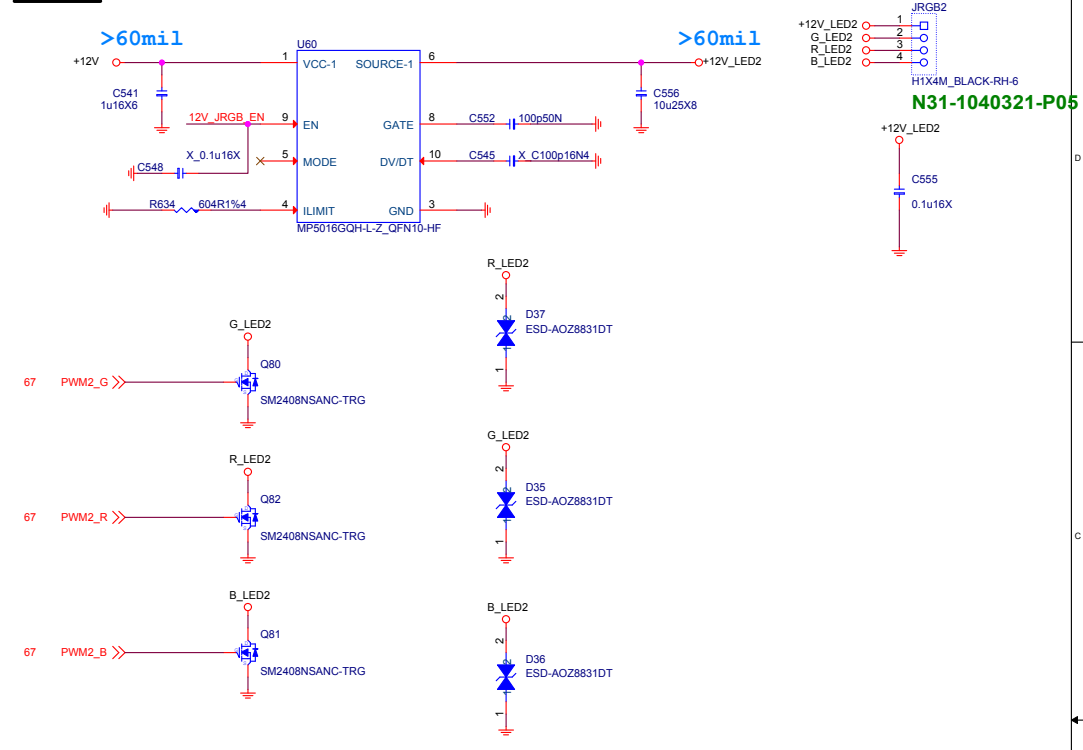 JRGB2
+12V_LED2 1
G_LED2 2
R_LED2 3
B_LED2 4
H1X4M_BLACK-RH-6
N31-1040321-P05
>60mil
>60mil
U60
+12V
1 VCC-1 SOURCE-1 6
+12V_LED2
C541
1u16X6
C556
10u25X8
12V_JRGB_EN
9 EN GATE 8
C552 100p50N
X_0.1u16X
C548
5 MODE DV/DT 10
C545 X_C100p16N4
R634 604R1%4
4 ILIMIT GND 3
MP5016GQH-L-Z_QFN10-HF
+12V_LED2
C555
0.1u16X
D
R_LED2
2
D37
ESD-AOZ8831DT
1
G_LED2
Q80
67 PWM2_G
SM2408NSANC-TRG
G_LED2
2
D35
ESD-AOZ8831DT
1
R_LED2
Q82
67 PWM2_R
SM2408NSANC-TRG
C
B_LED2
Q81
67 PWM2_B
SM2408NSANC-TRG
B_LED2
2
D36
ESD-AOZ8831DT
1